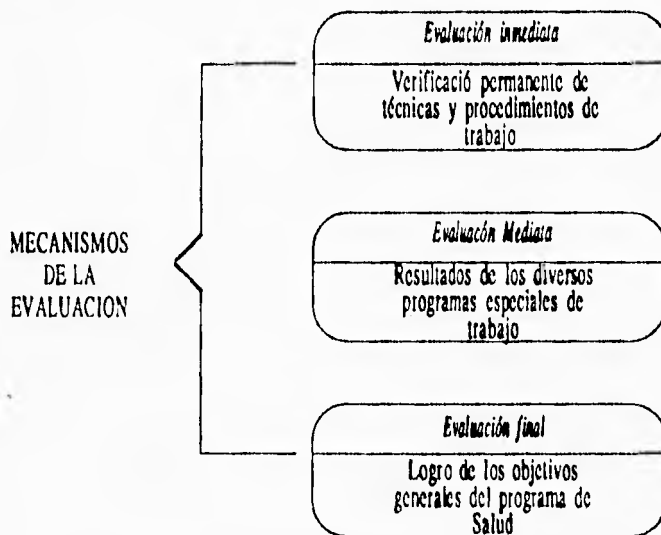 Evaluación inmediata
Verificació permanente de
técnicas y procedimientos de
trabajo
MECANISMOS
DE LA
EVALUACION
Evaluacón Mediata
Resultados de los diversos
programas especiales de
trabajo
Evaluación final
Logro de los objetivos
generales del programa de
Salud